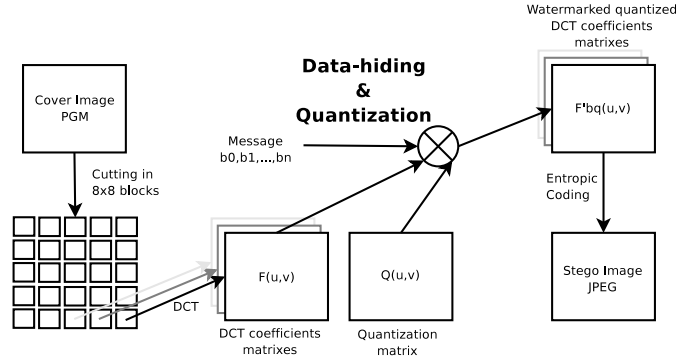 Watermarked quantized
DCT coefficients
matrixes
Data-hiding
&
Quantization
Cover Image
PGM
F'bq(u,v)
Message
b0,b1,...,bn
Cutting in
8x8 blocks
Entropic
Coding
F(u,v)
Q(u,v)
Stego Image
JPEG
DCT
DCT coefficients
matrixes
Quantization
matrix